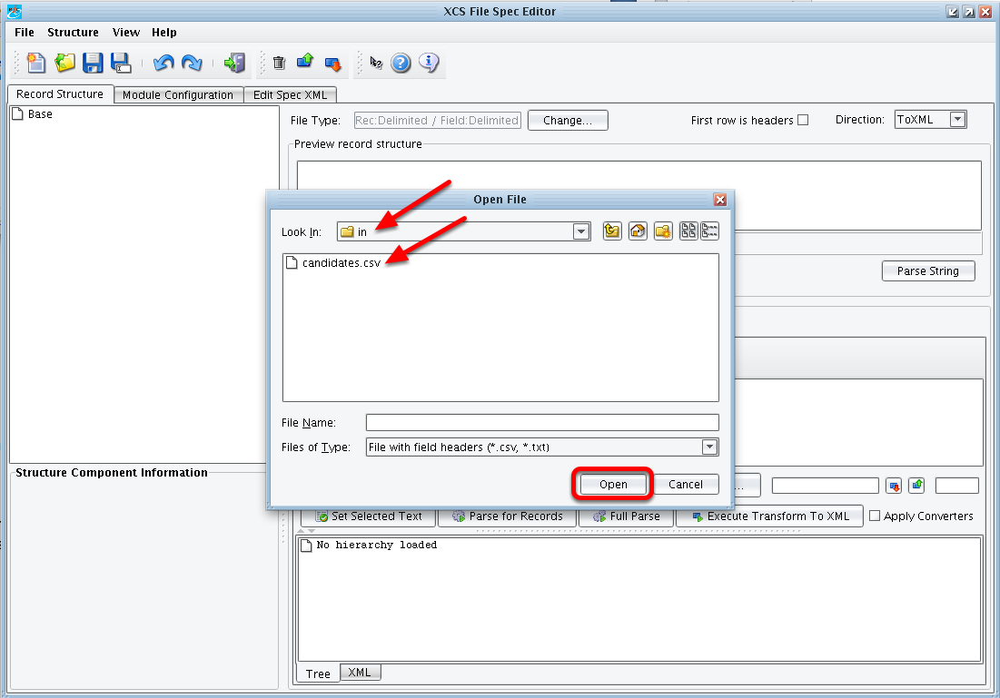 XCS File Spec Editor
File Structure View Help
Record Structure Module Configuration Edit Spec XML
Base
File Type: Rec:Delimited / Field:Delimited Change... First row is headers Direction: ToXML
Preview record structure
Open File
Look In: in
candidates.csv
Parse String
File Name:
Files of Type: File with field headers (*.csv, *.txt)
Structure Component Information
Open Cancel ...
Set Selected Text Parse for Records Full Parse Execute Transform To XML Apply Converters
No hierarchy loaded
Tree XML